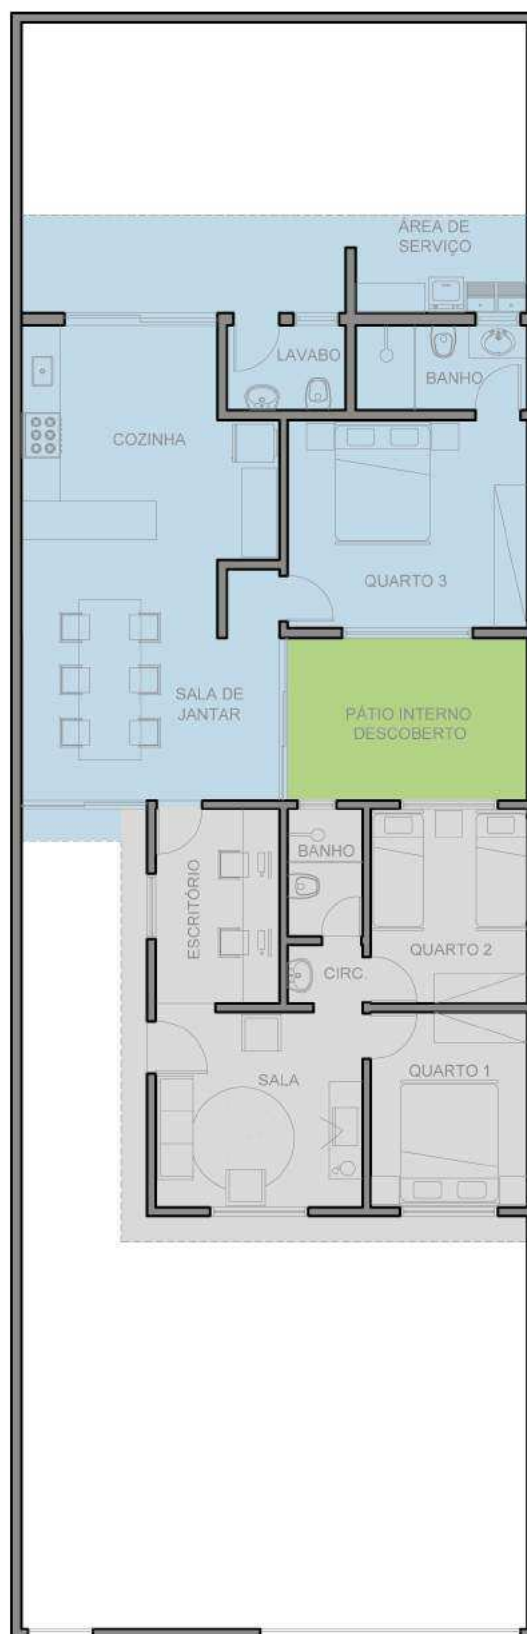 ÁREA DE
SERVIÇO
LAVABO
BANHO
COZINHA
QUARTO 3
SALA DE
JANTAR
PÁTIO INTERNO
DESCOBERTO
BANHO
ESCRITÓRIO
QUARTO 2
CIRC.
QUARTO 1
SALA